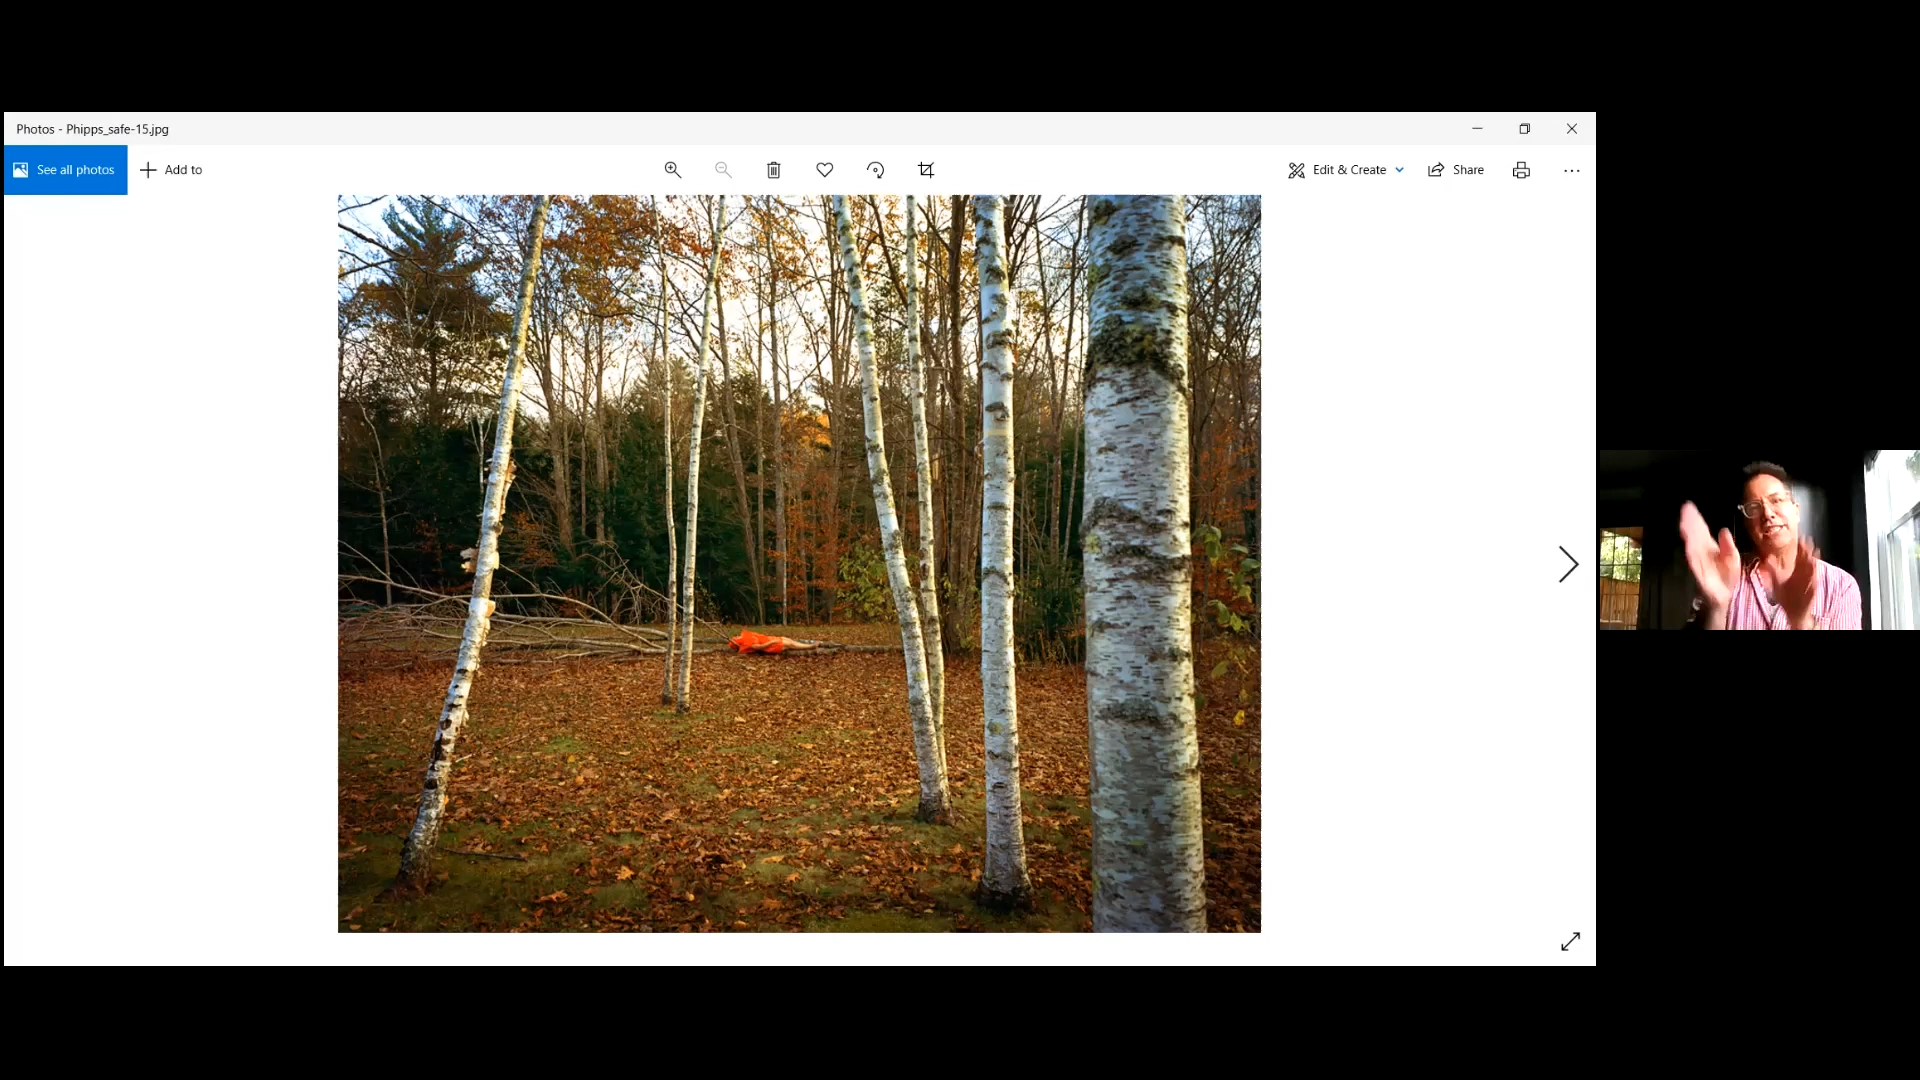 Photos - Phipps_safe-15.jpg
See all photos
Add to
Edit & Create
Share